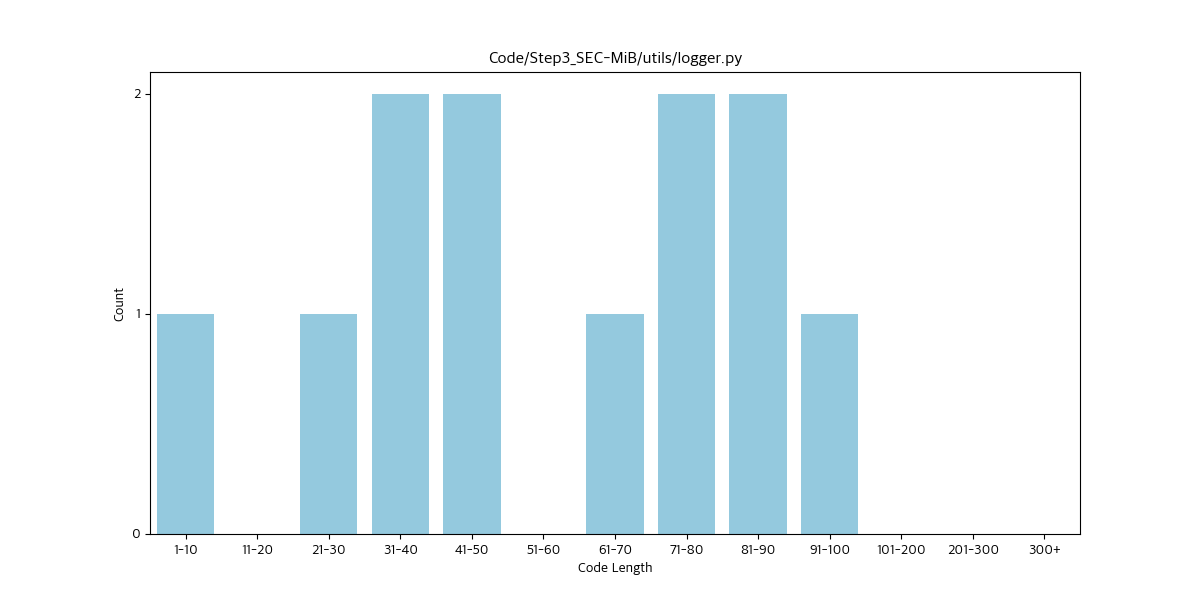 Code/Step3_SEC-MiB/utils/logger.py
2
1
0
Count
1-10 11-20 21-30 31-40 41-50 51-60 61-70 71-80 81-90 91-100 101-200 201-300 300+
Code Length